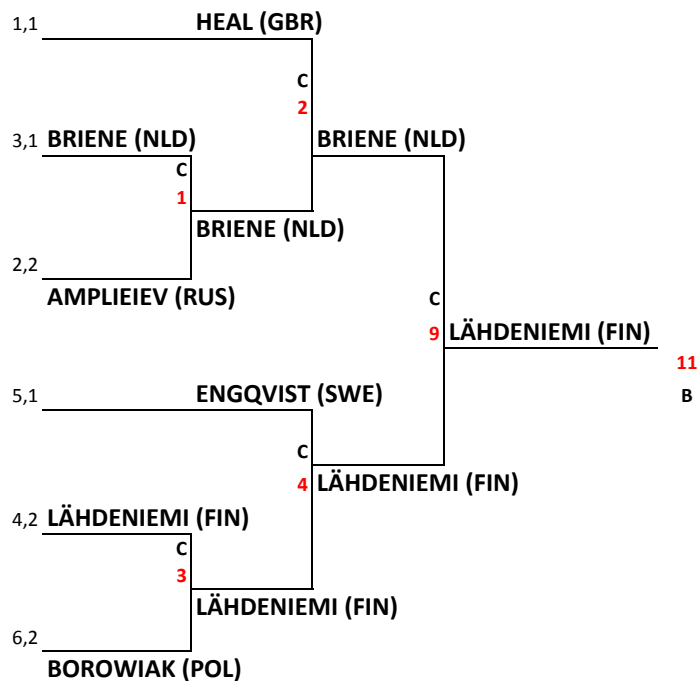 1,1 HEAL (GBR)
C
2
3,1 BRIENE (NLD) BRIENE (NLD)
C
1
BRIENE (NLD)
2,2
AMPLIEIEV (RUS)
C
9 LÄHDENIEMI (FIN)
11
B
5,1 ENGQVIST (SWE)
C
4 LÄHDENIEMI (FIN)
4,2 LÄHDENIEMI (FIN)
C
3
LÄHDENIEMI (FIN)
6,2
BOROWIAK (POL)